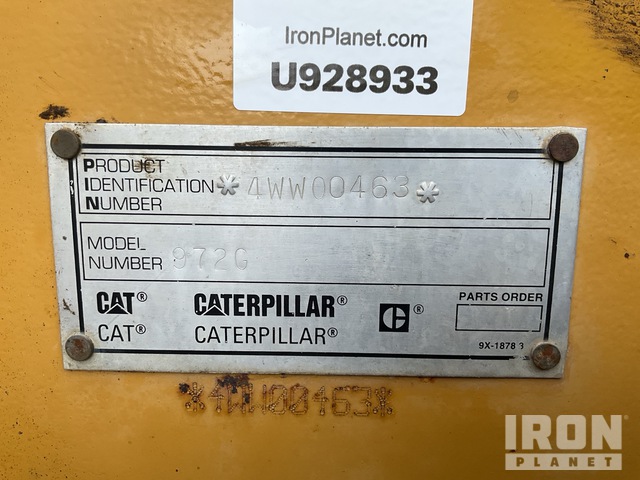 IronPlanet.com
U928933
PRODUCT
IDENTIFICATION *4WW00463*
NUMBER
MODEL
NUMBER 972G
CAT® CATERPILLAR® PARTS ORDER
CAT® CATERPILLAR®
9X-1878 3
*4WW00463*
IRON
PLANET